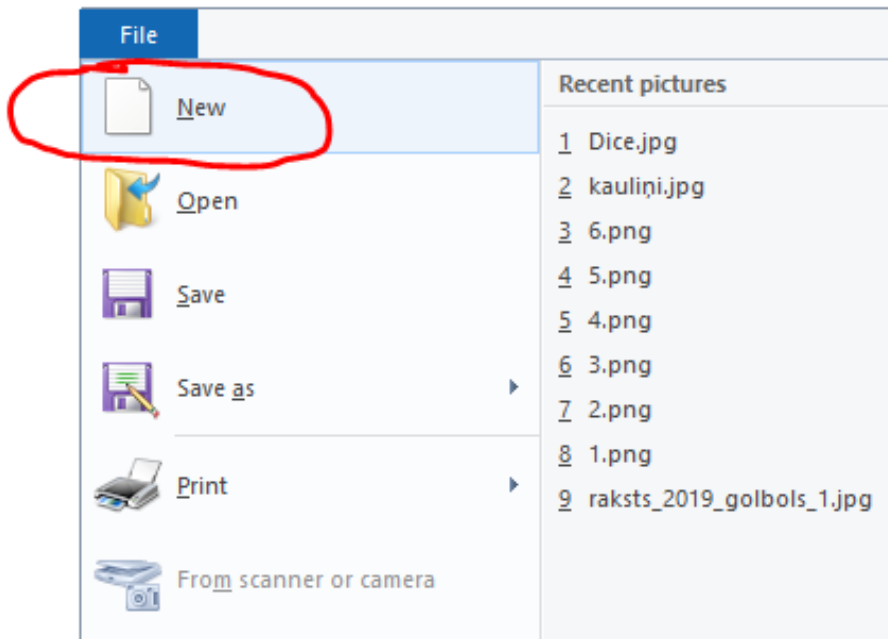 File
New
Open
Save
Save as
Print
From scanner or camera
Recent pictures
1 Dice.jpg
2 kauliņi.jpg
3 6.png
4 5.png
5 4.png
6 3.png
7 2.png
8 1.png
9 raksts_2019_golbols_1.jpg